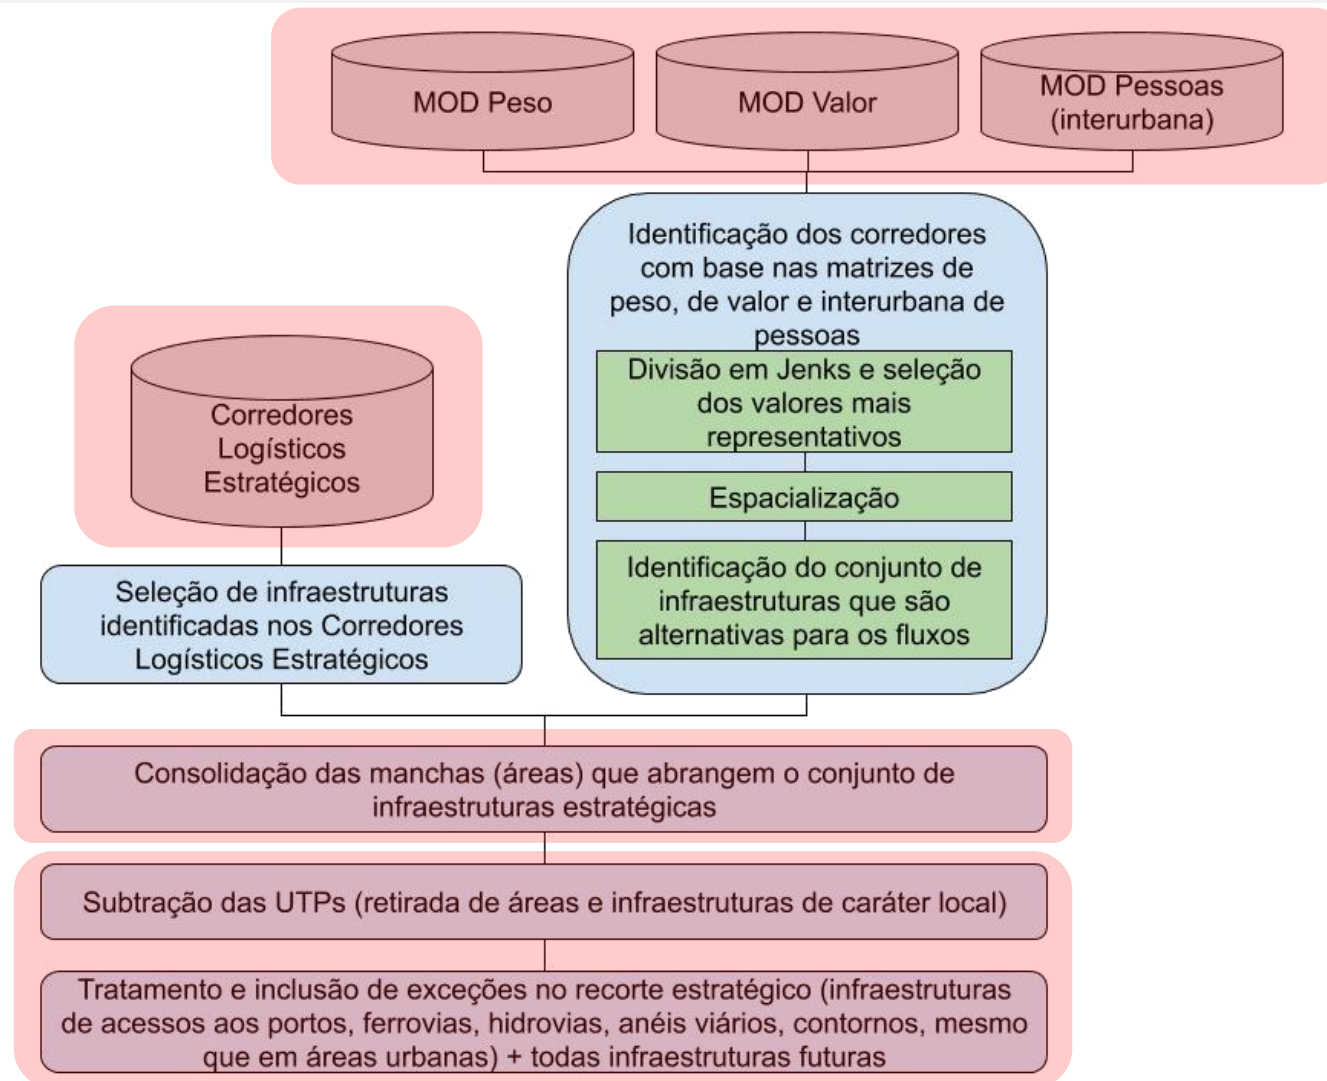 MOD Peso
MOD Valor
MOD Pessoas
(interurbana)
Identificação dos corredores
com base nas matrizes de
peso, de valor e interurbana de
pessoas
Divisão em Jenks e seleção
dos valores mais
representativos
Espacialização
Identificação do conjunto de
infraestruturas que são
alternativas para os fluxos
Corredores
Logísticos
Estratégicos
Seleção de infraestruturas
identificadas nos Corredores
Logísticos Estratégicos
Consolidação das manchas (áreas) que abrangem o conjunto de
infraestruturas estratégicas
Subtração das UTPs (retirada de áreas e infraestruturas de caráter local)
Tratamento e inclusão de exceções no recorte estratégico (infraestruturas
de acessos aos portos, ferrovias, hidrovias, anéis viários, contornos, mesmo
que em áreas urbanas) + todas infraestruturas futuras